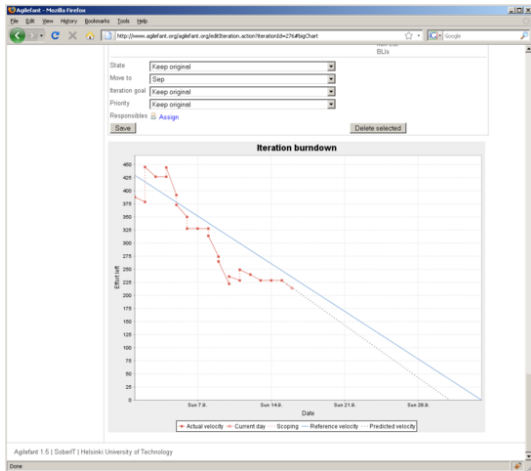 Agilefant - Mozilla Firefox
File Edit View History Bookmarks Tools Help
http://www.agilefant.org/agilefant.org/editIteration.action?iterationId=276#bigChart
Google
BLIs
State Keep original
Move to Sep
Iteration goal Keep original
Priority Keep original
Responsibles Assign
Save Delete selected
Iteration burndown
450
425
400
375
350
325
300
275
250
225
200
175
150
125
100
75
50
25
0
Effort left
Sun 7.9. Sun 14.9. Sun 21.9. Sun 28.9.
Date
Actual velocity Current day Scoping Reference velocity Predicted velocity
Agilefant 1.5 | SoberIT | Helsinki University of Technology
Done